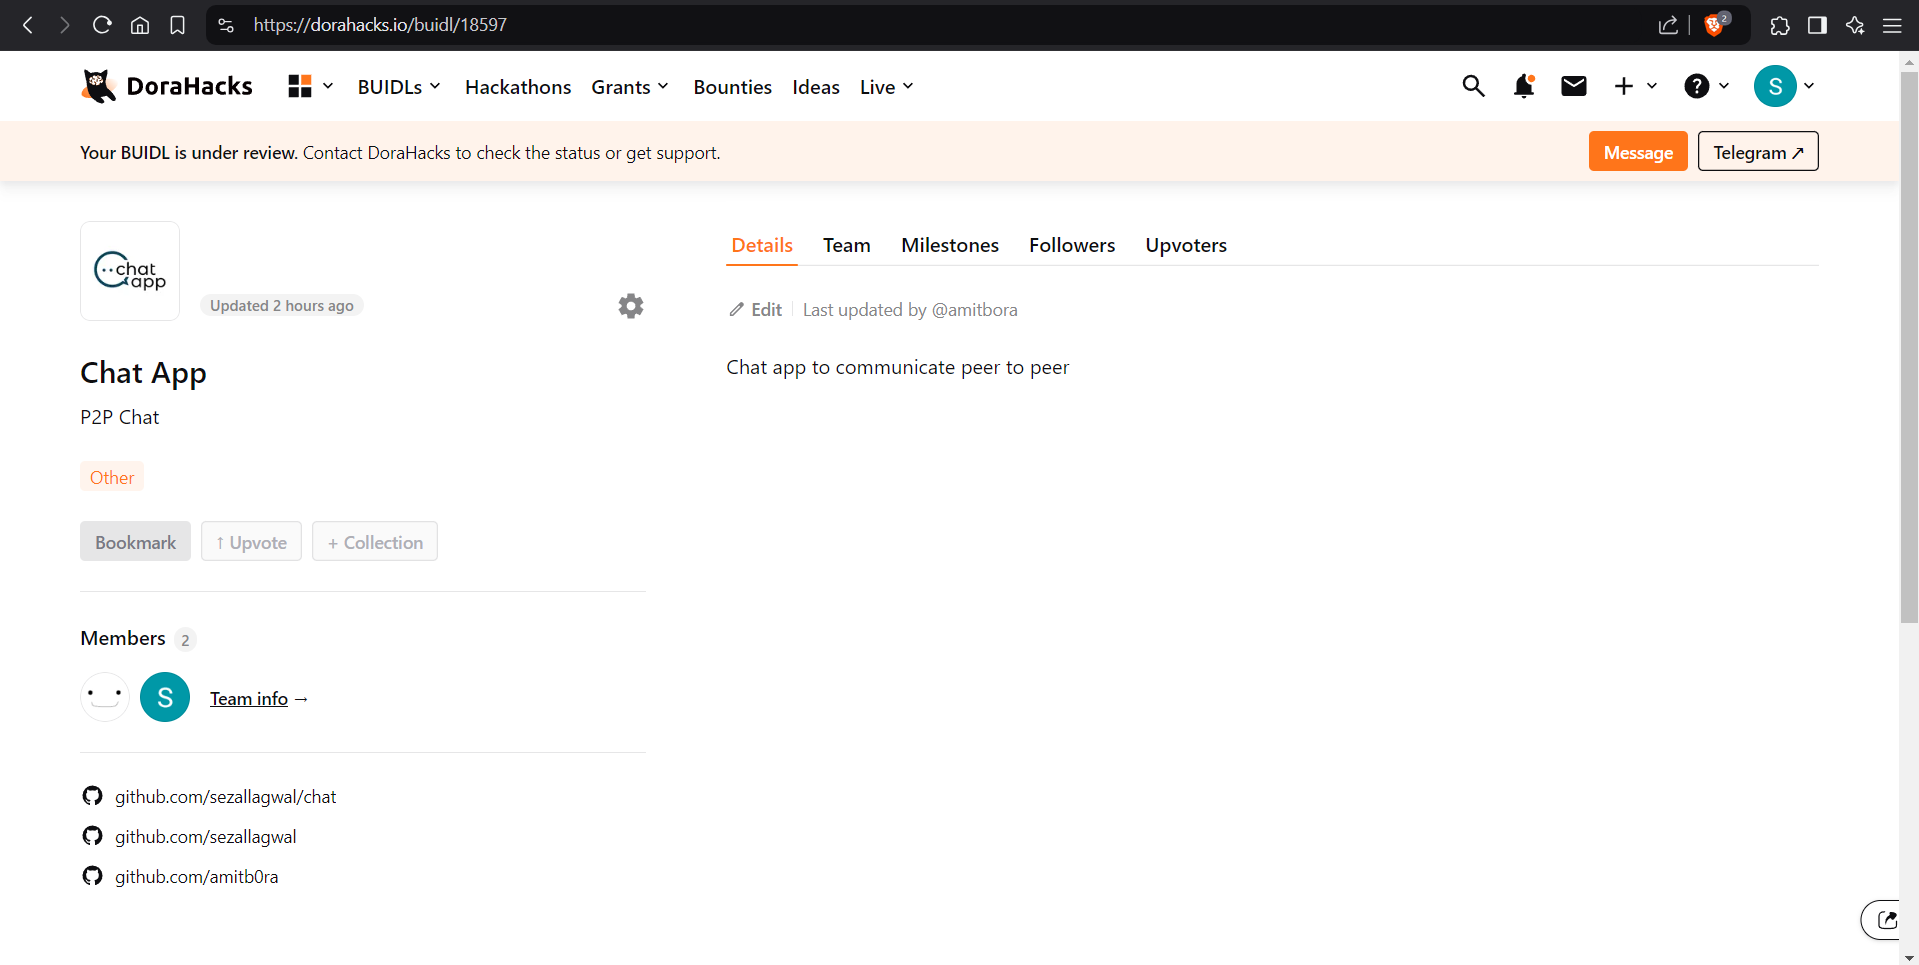 https://dorahacks.io/buidl/18597
2
DoraHacks
BUIDLs
Hackathons
Grants
Bounties
Ideas
Live
S
Your BUIDL is under review. Contact DoraHacks to check the status or get support.
Message
Telegram ↗
chat
app
Updated 2 hours ago
Chat App
P2P Chat
Other
Bookmark
↑ Upvote
+ Collection
Members 2
S
Team info →
github.com/sezallagwal/chat
github.com/sezallagwal
github.com/amitb0ra
Details
Team
Milestones
Followers
Upvoters
Edit
Last updated by @amitbora
Chat app to communicate peer to peer